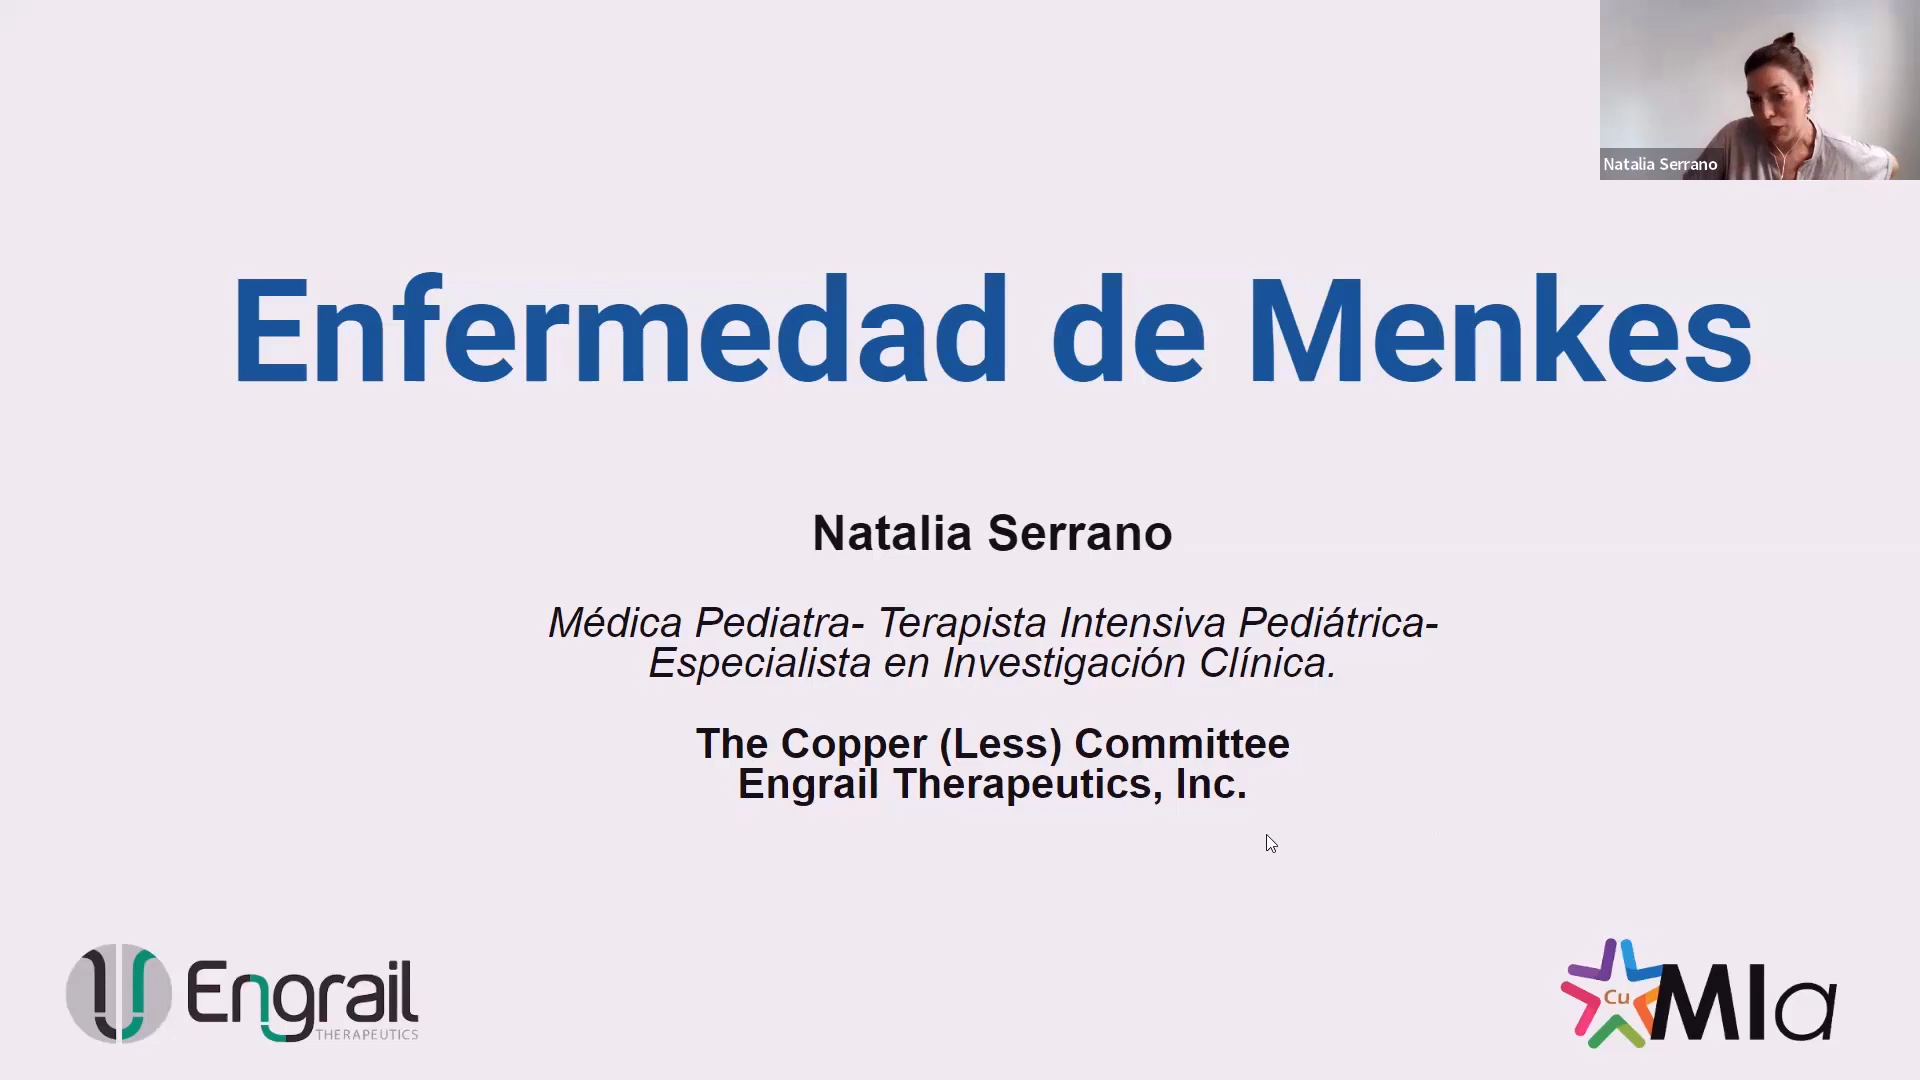 Natalia Serrano
Enfermedad de Menkes
Natalia Serrano
Médica Pediatra- Terapista Intensiva Pediátrica-
Especialista en Investigación Clínica.
The Copper (Less) Committee
Engrail Therapeutics, Inc.
Engrail
THERAPEUTICS
Cu
MIa